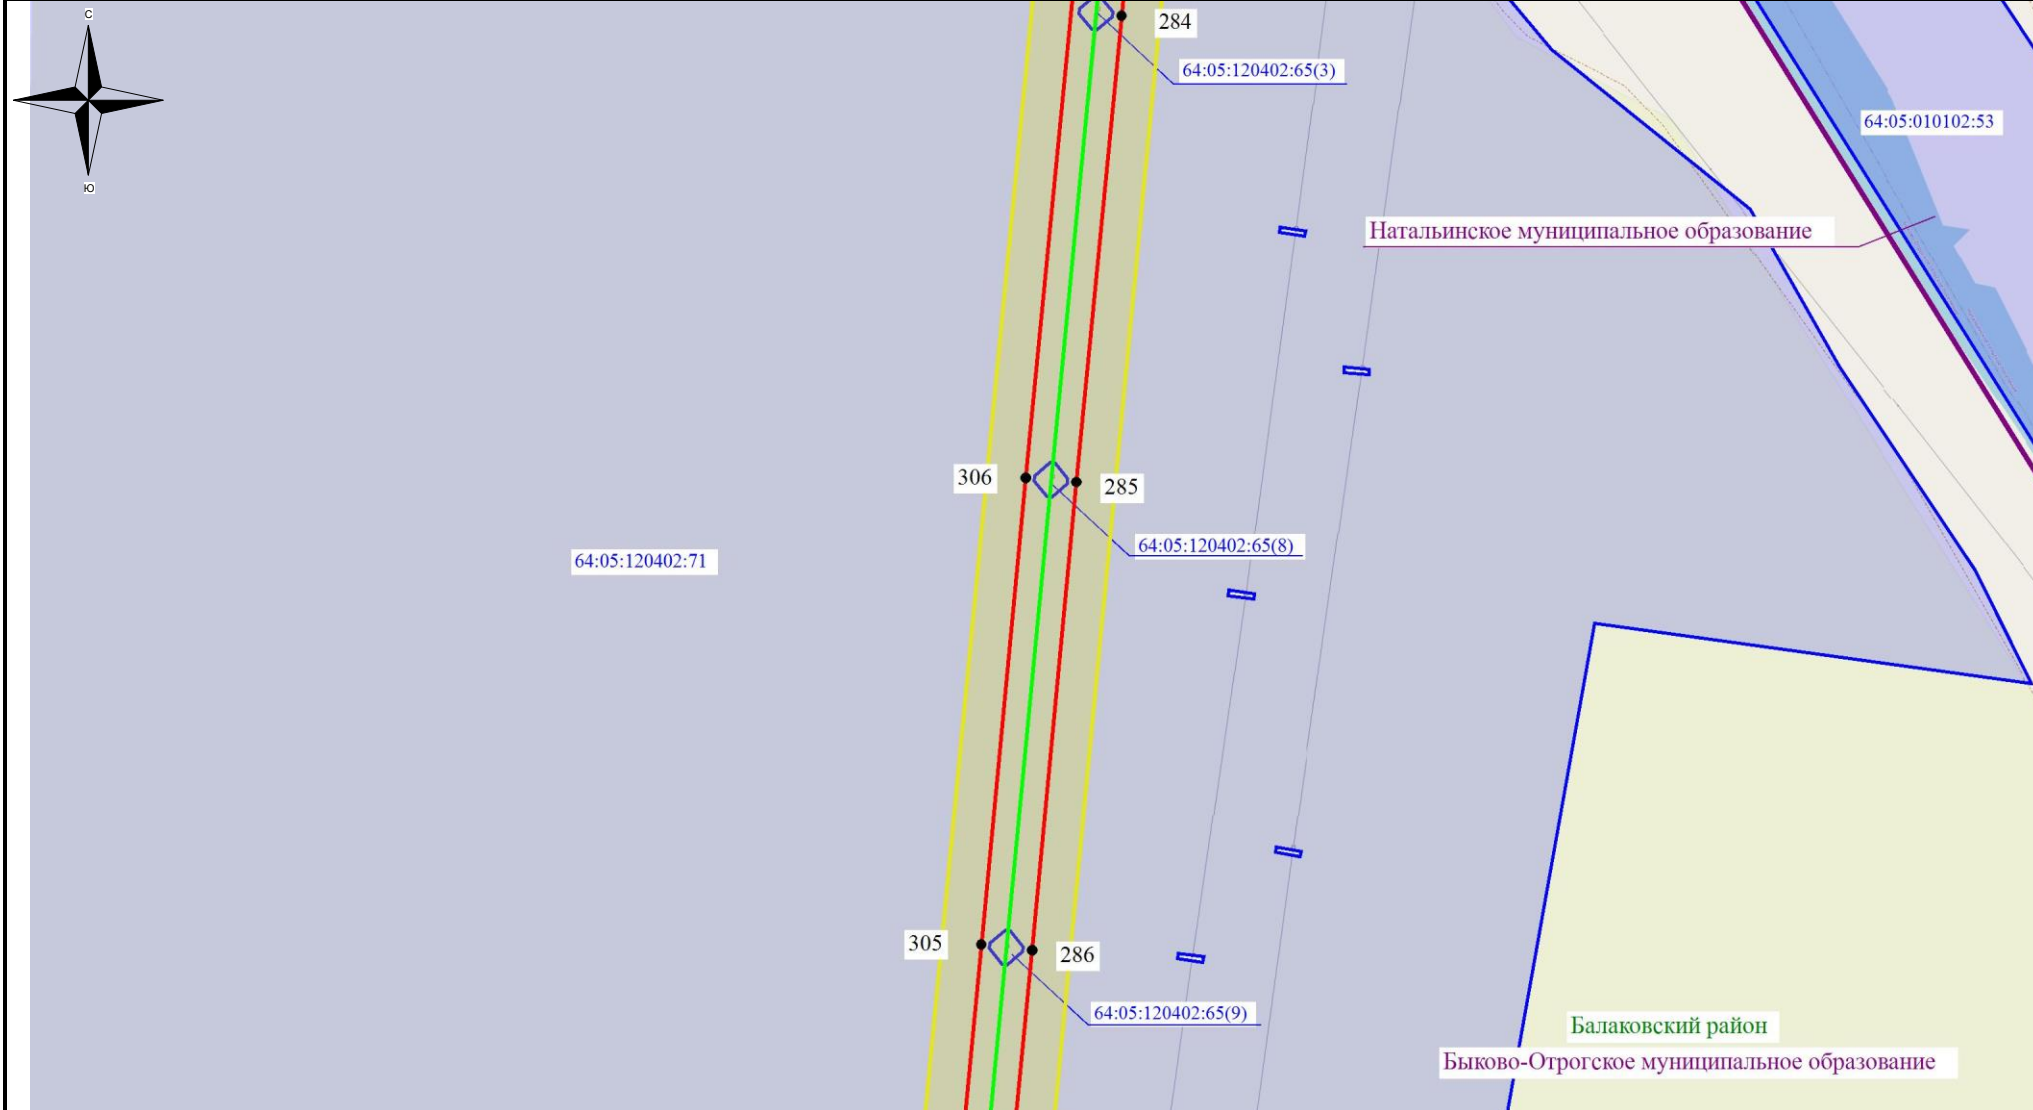 С
284
64:05:120402:65(3)
64:05:010102:53
Ю
Натальинское муниципальное образование
306
285
64:05:120402:65(8)
64:05:120402:71
305
286
64:05:120402:65(9)
Балаковский район
Быково-Отрогское муниципальное образование